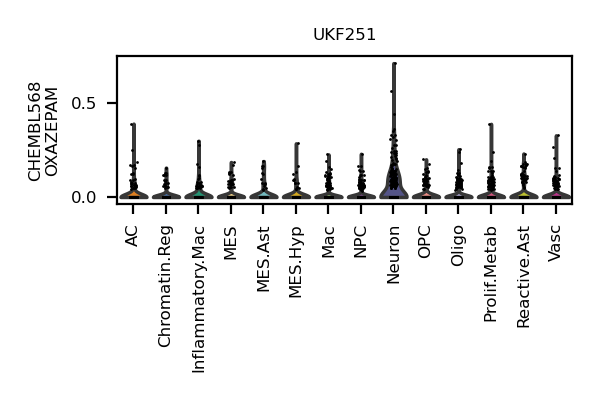 UKF251
CHEMBL568
OXAZEPAM
0.5
0.0
AC
Chromatin.Reg
Inflammatory.Mac
MES
MES.Ast
MES.Hyp
Mac
NPC
Neuron
OPC
Oligo
Prolif.Metab
Reactive.Ast
Vasc